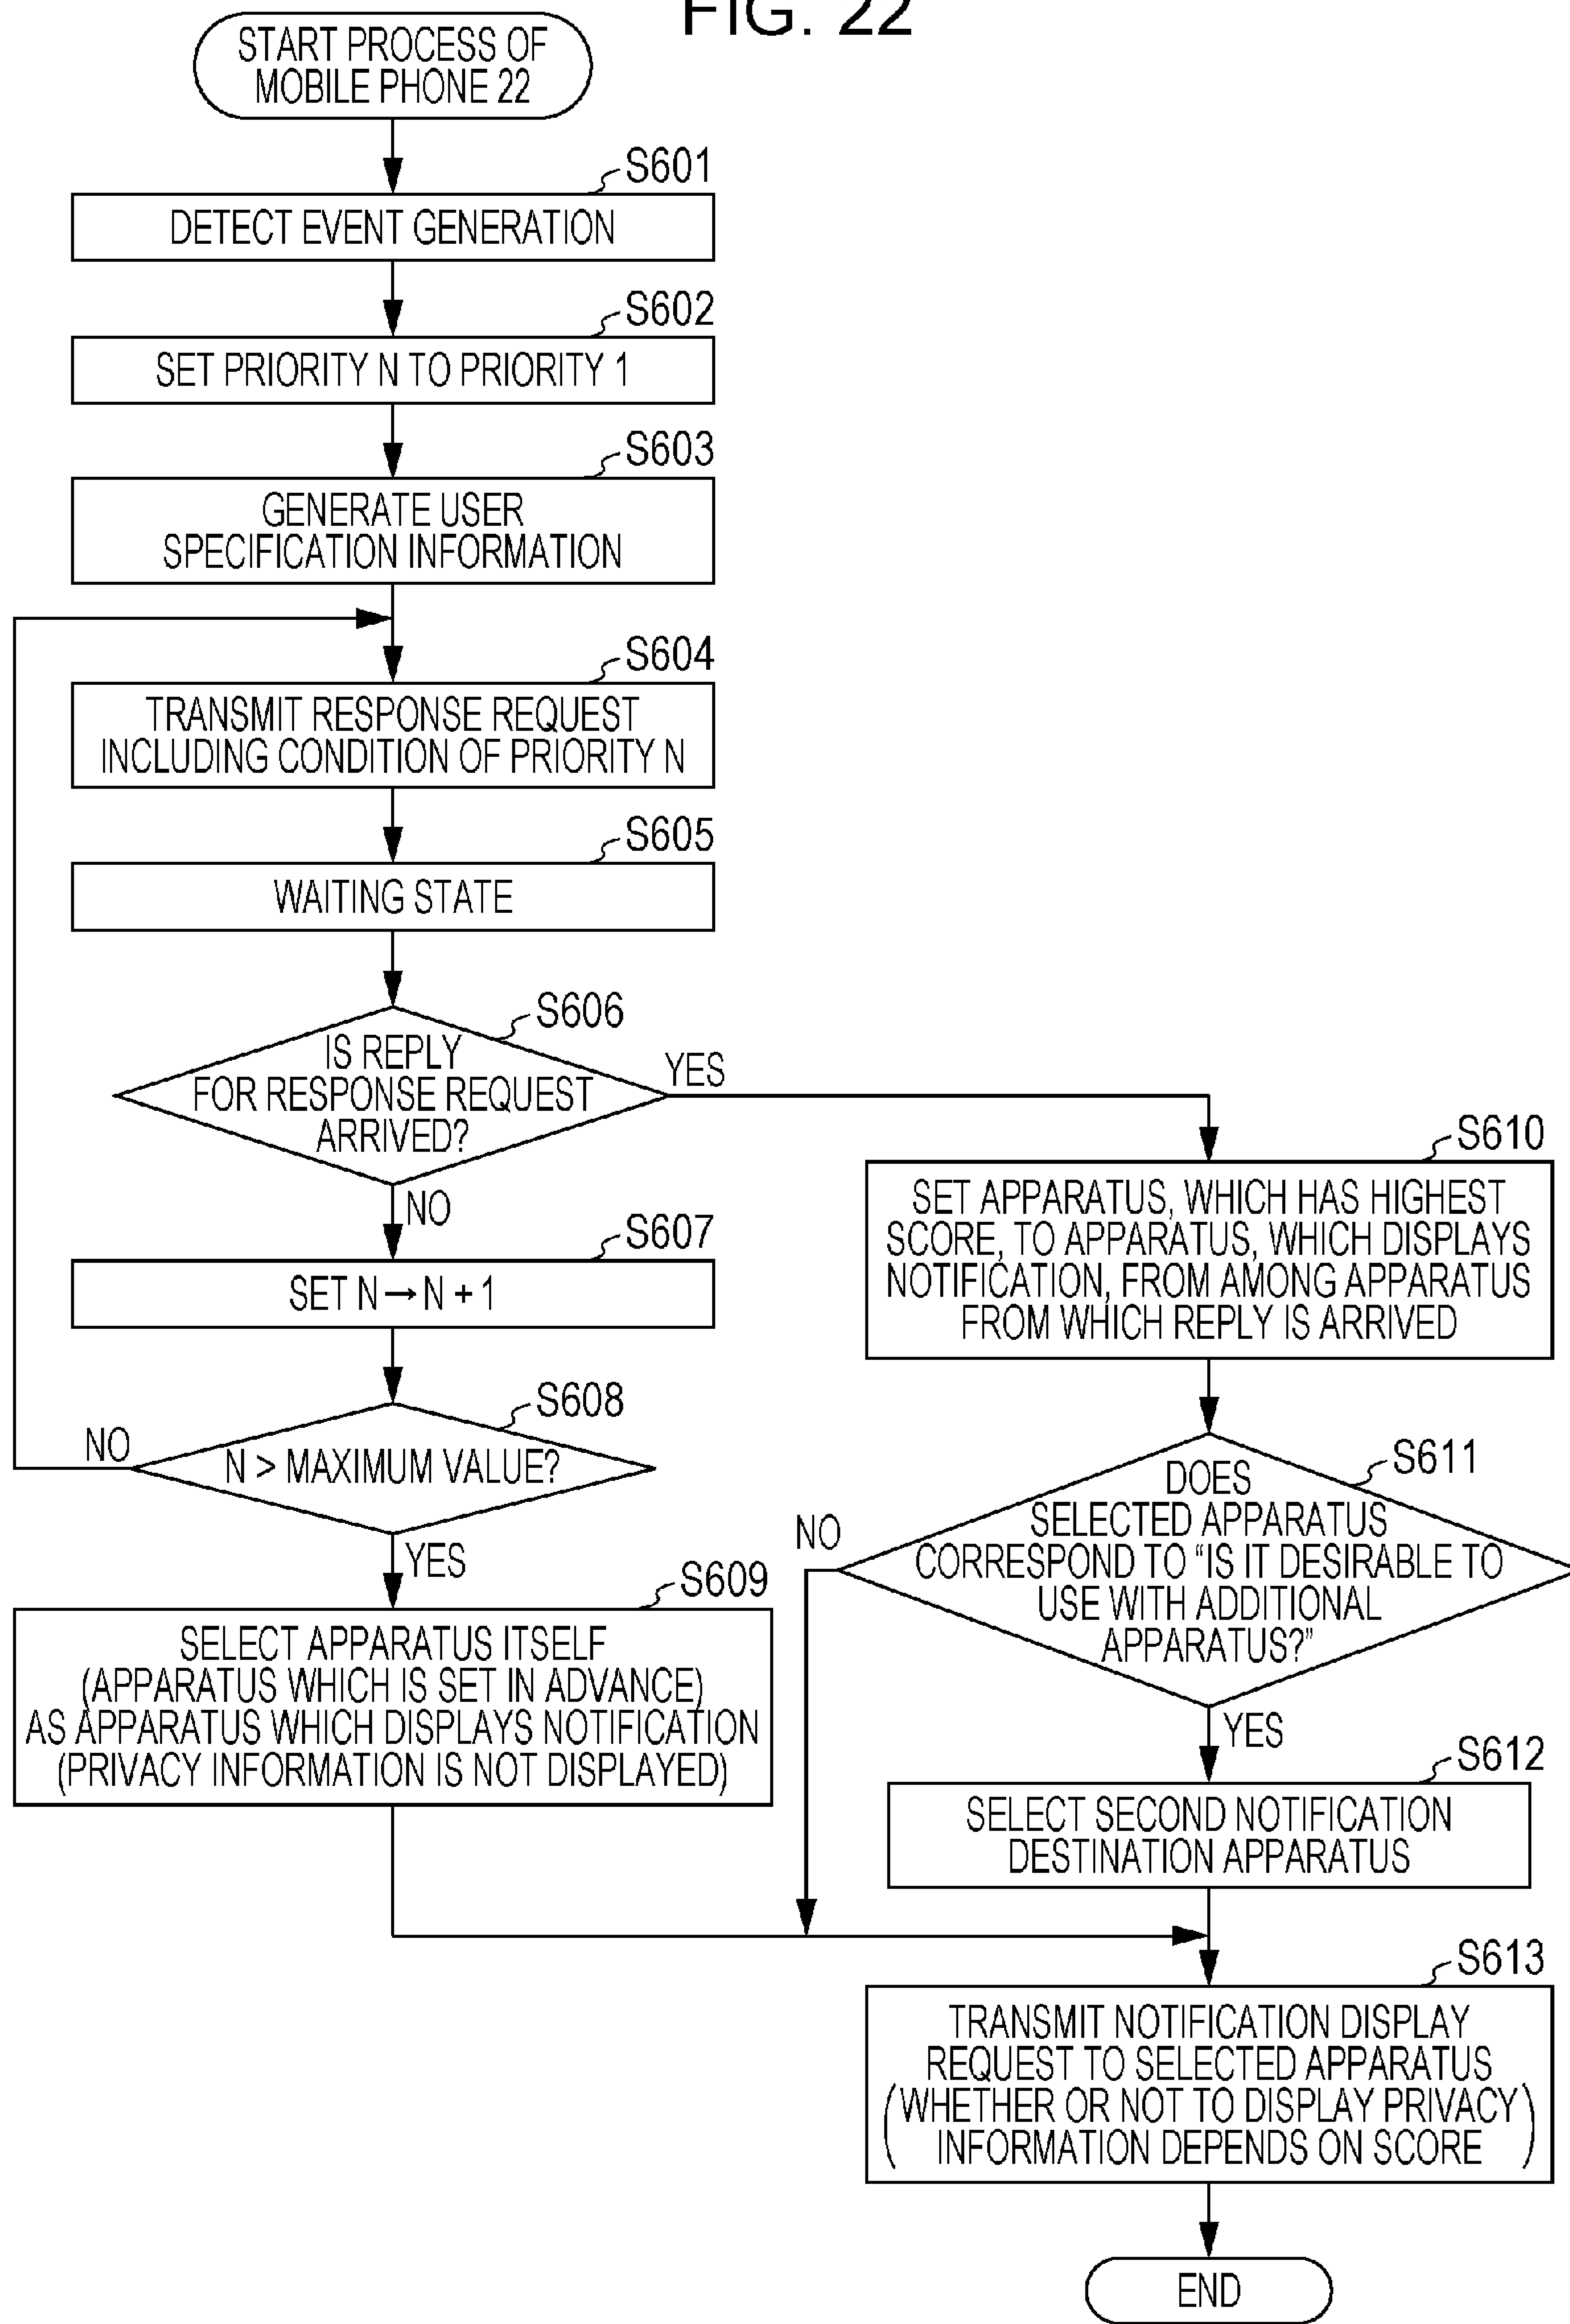 FIG. 22
START PROCESS OF
MOBILE PHONE 22
S601
DETECT EVENT GENERATION
S602
SET PRIORITY N TO PRIORITY 1
S603
GENERATE USER
SPECIFICATION INFORMATION
S604
TRANSMIT RESPONSE REQUEST
INCLUDING CONDITION OF PRIORITY N
S605
WAITING STATE
S606
IS REPLY
FOR RESPONSE REQUEST
ARRIVED?
YES
NO
S607
SET N → N + 1
S608
N > MAXIMUM VALUE?
NO
YES
S609
SELECT APPARATUS ITSELF
(APPARATUS WHICH IS SET IN ADVANCE)
AS APPARATUS WHICH DISPLAYS NOTIFICATION
(PRIVACY INFORMATION IS NOT DISPLAYED)
S610
SET APPARATUS, WHICH HAS HIGHEST
SCORE, TO APPARATUS, WHICH DISPLAYS
NOTIFICATION, FROM AMONG APPARATUS
FROM WHICH REPLY IS ARRIVED
S611
DOES
SELECTED APPARATUS
CORRESPOND TO “IS IT DESIRABLE TO
USE WITH ADDITIONAL
APPARATUS?”
NO
YES
S612
SELECT SECOND NOTIFICATION
DESTINATION APPARATUS
S613
TRANSMIT NOTIFICATION DISPLAY
REQUEST TO SELECTED APPARATUS
(WHETHER OR NOT TO DISPLAY PRIVACY
INFORMATION DEPENDS ON SCORE)
END